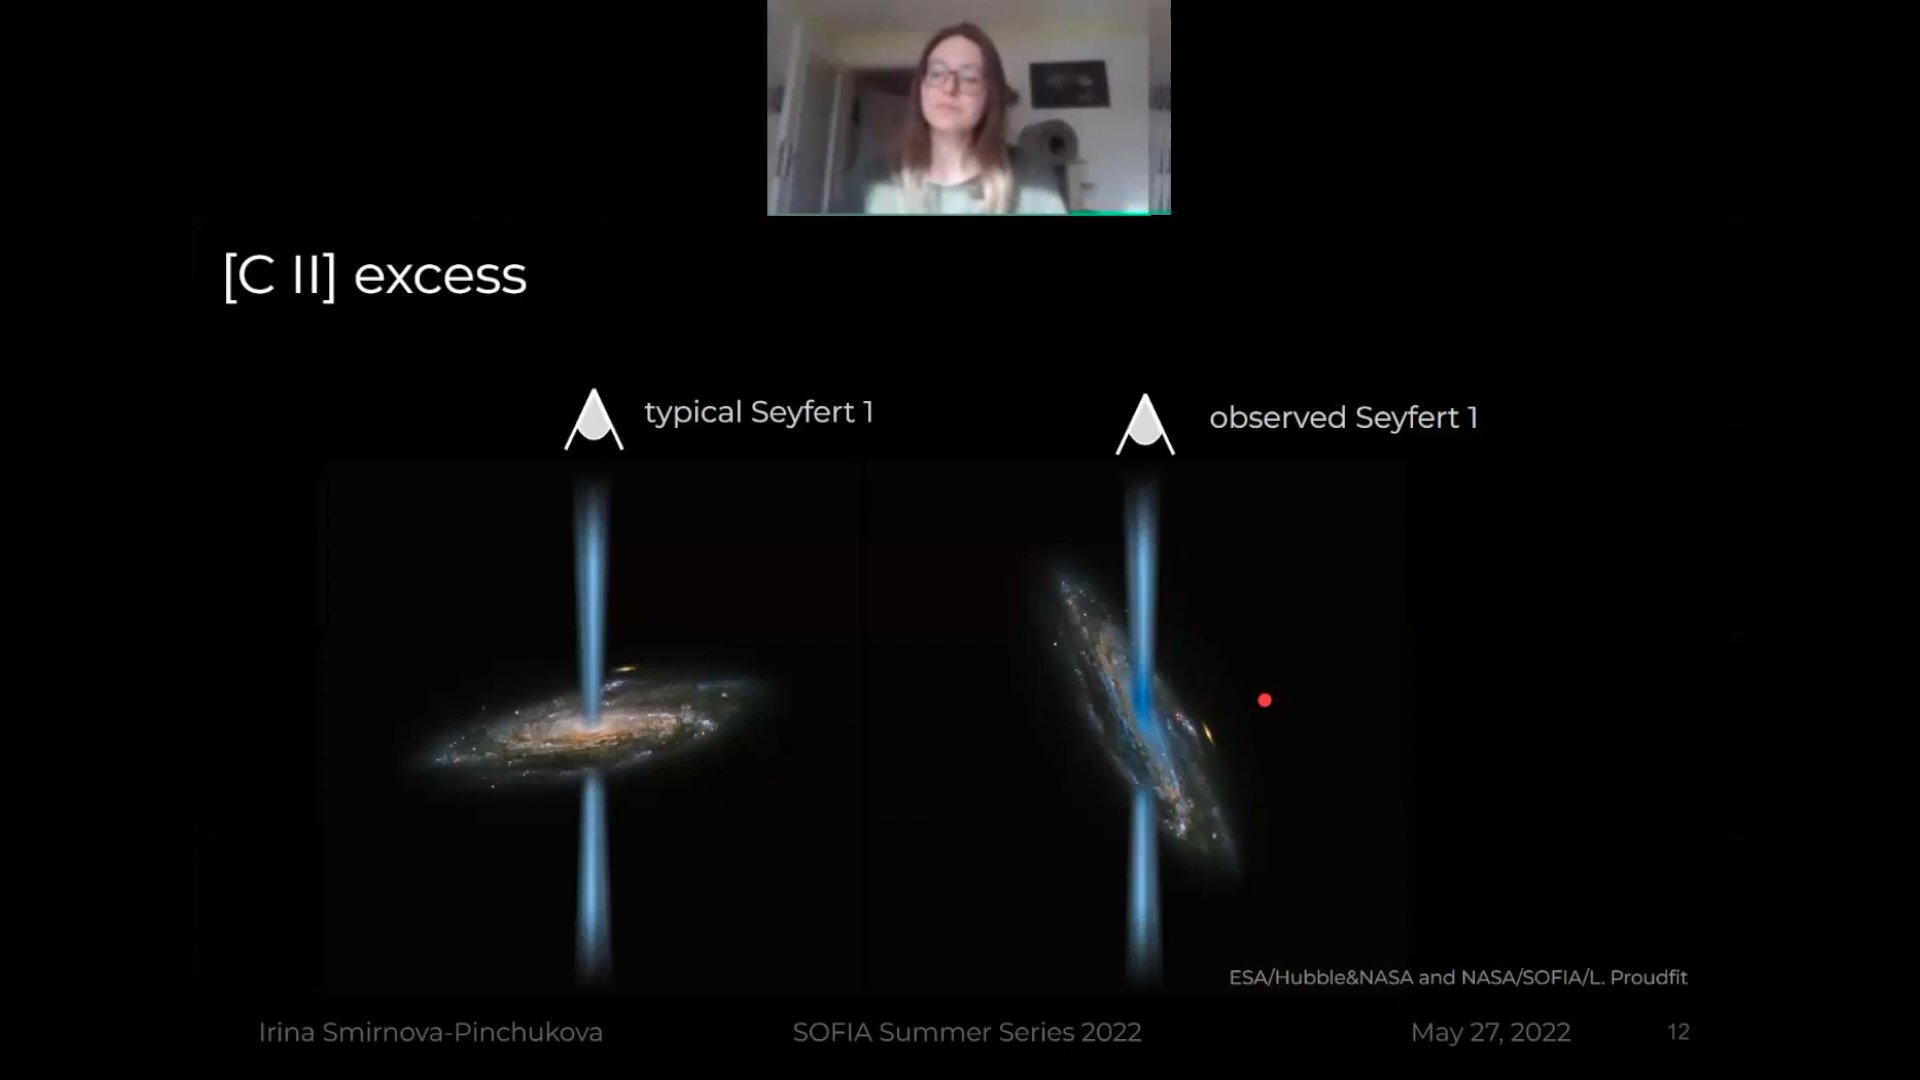 [C II] excess
typical Seyfert 1
observed Seyfert 1
ESA/Hubble&NASA and NASA/SOFIA/L. Proudfit
Irina Smirnova-Pinchukova
SOFIA Summer Series 2022
May 27, 2022
12